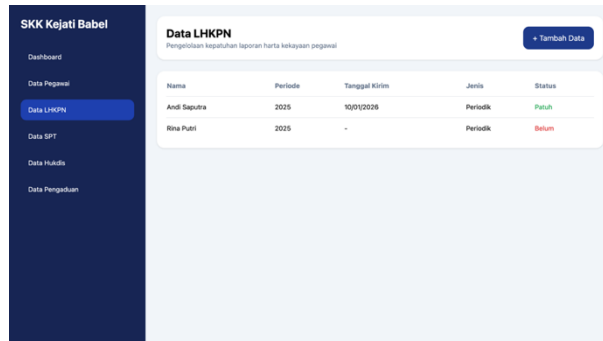 SKK Kejati Babel
Dashboard
Data Pegawai
Data LHKPN
Data SPT
Data Hukdis
Data Pengaduan
Data LHKPN
Pengelolaan kepatuhan laporan harta kekayaan pegawai
+ Tambah Data
Nama Periode Tanggal Kirim Jenis Status
Andi Saputra 2025 10/01/2026 Periodik Patuh
Rina Putri 2025 - Periodik Belum